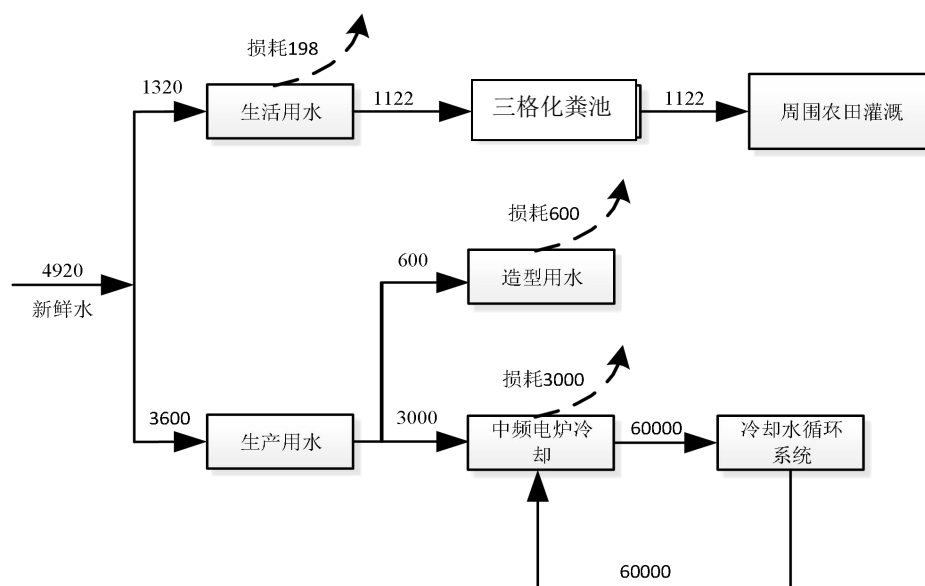 损耗198
1320
生活用水
1122
三格化粪池
1122
周围农田灌溉
损耗600
4920
新鲜水
600
造型用水
损耗3000
3600
生产用水
3000
中频电炉冷
却
60000
冷却水循环
系统
60000